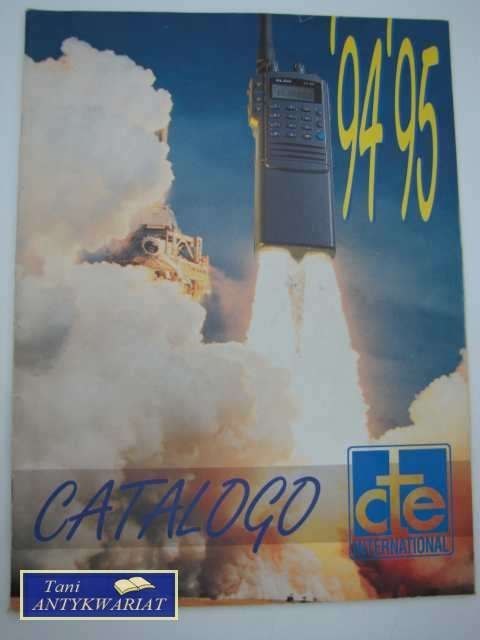 '94'95
CATALOGO
cte
INTERNATIONAL
Tani
ANTYKWARIAT